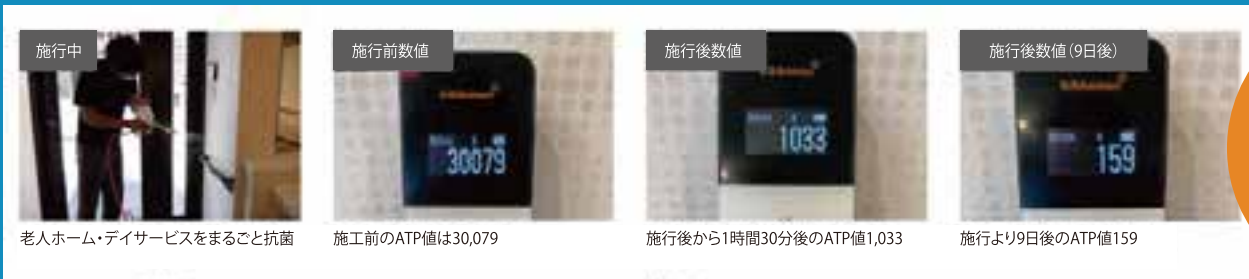 施行中
施行前数値
施行後数値
施行後数値(9日後)
30079
1033
159
老人ホーム・デイサービスをまるごと抗菌
施工前のATP値は30,079
施行後から1時間30分後のATP値1,033
施行より9日後のATP値159